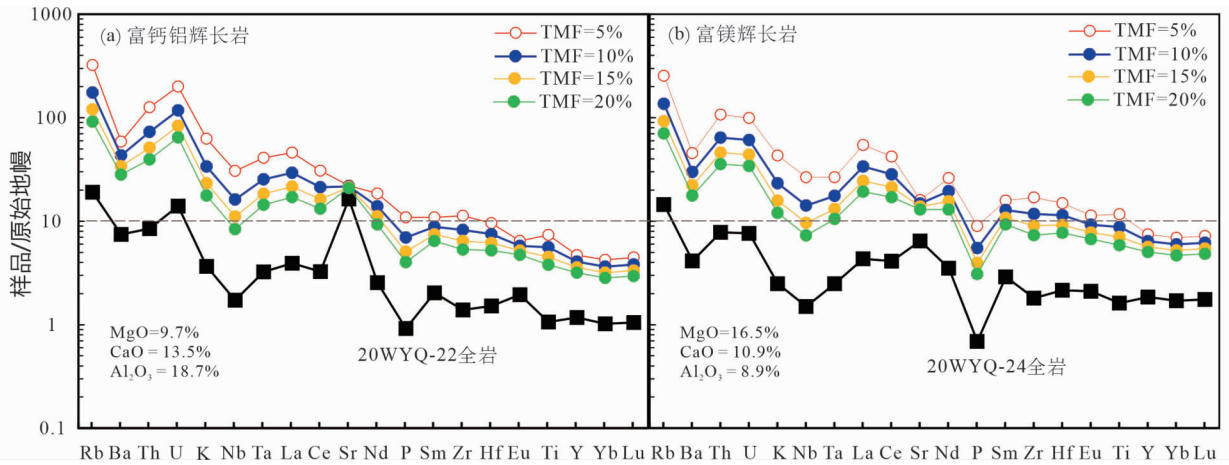 样品/原始地幔
1000
100
10
1
0.1
(a) 富钙铝辉长岩
TMF=5%
TMF=10%
TMF=15%
TMF=20%
MgO=9.7%
CaO = 13.5%
Al₂O₃ = 18.7%
20WYQ-22全岩
Rb Ba Th U K Nb Ta La Ce Sr Nd P Sm Zr Hf Eu Ti Y Yb Lu
(b) 富镁辉长岩
TMF=5%
TMF=10%
TMF=15%
TMF=20%
MgO=16.5%
CaO = 10.9%
Al₂O₃ = 8.9%
20WYQ-24全岩
Rb Ba Th U K Nb Ta La Ce Sr Nd P Sm Zr Hf Eu Ti Y Yb Lu